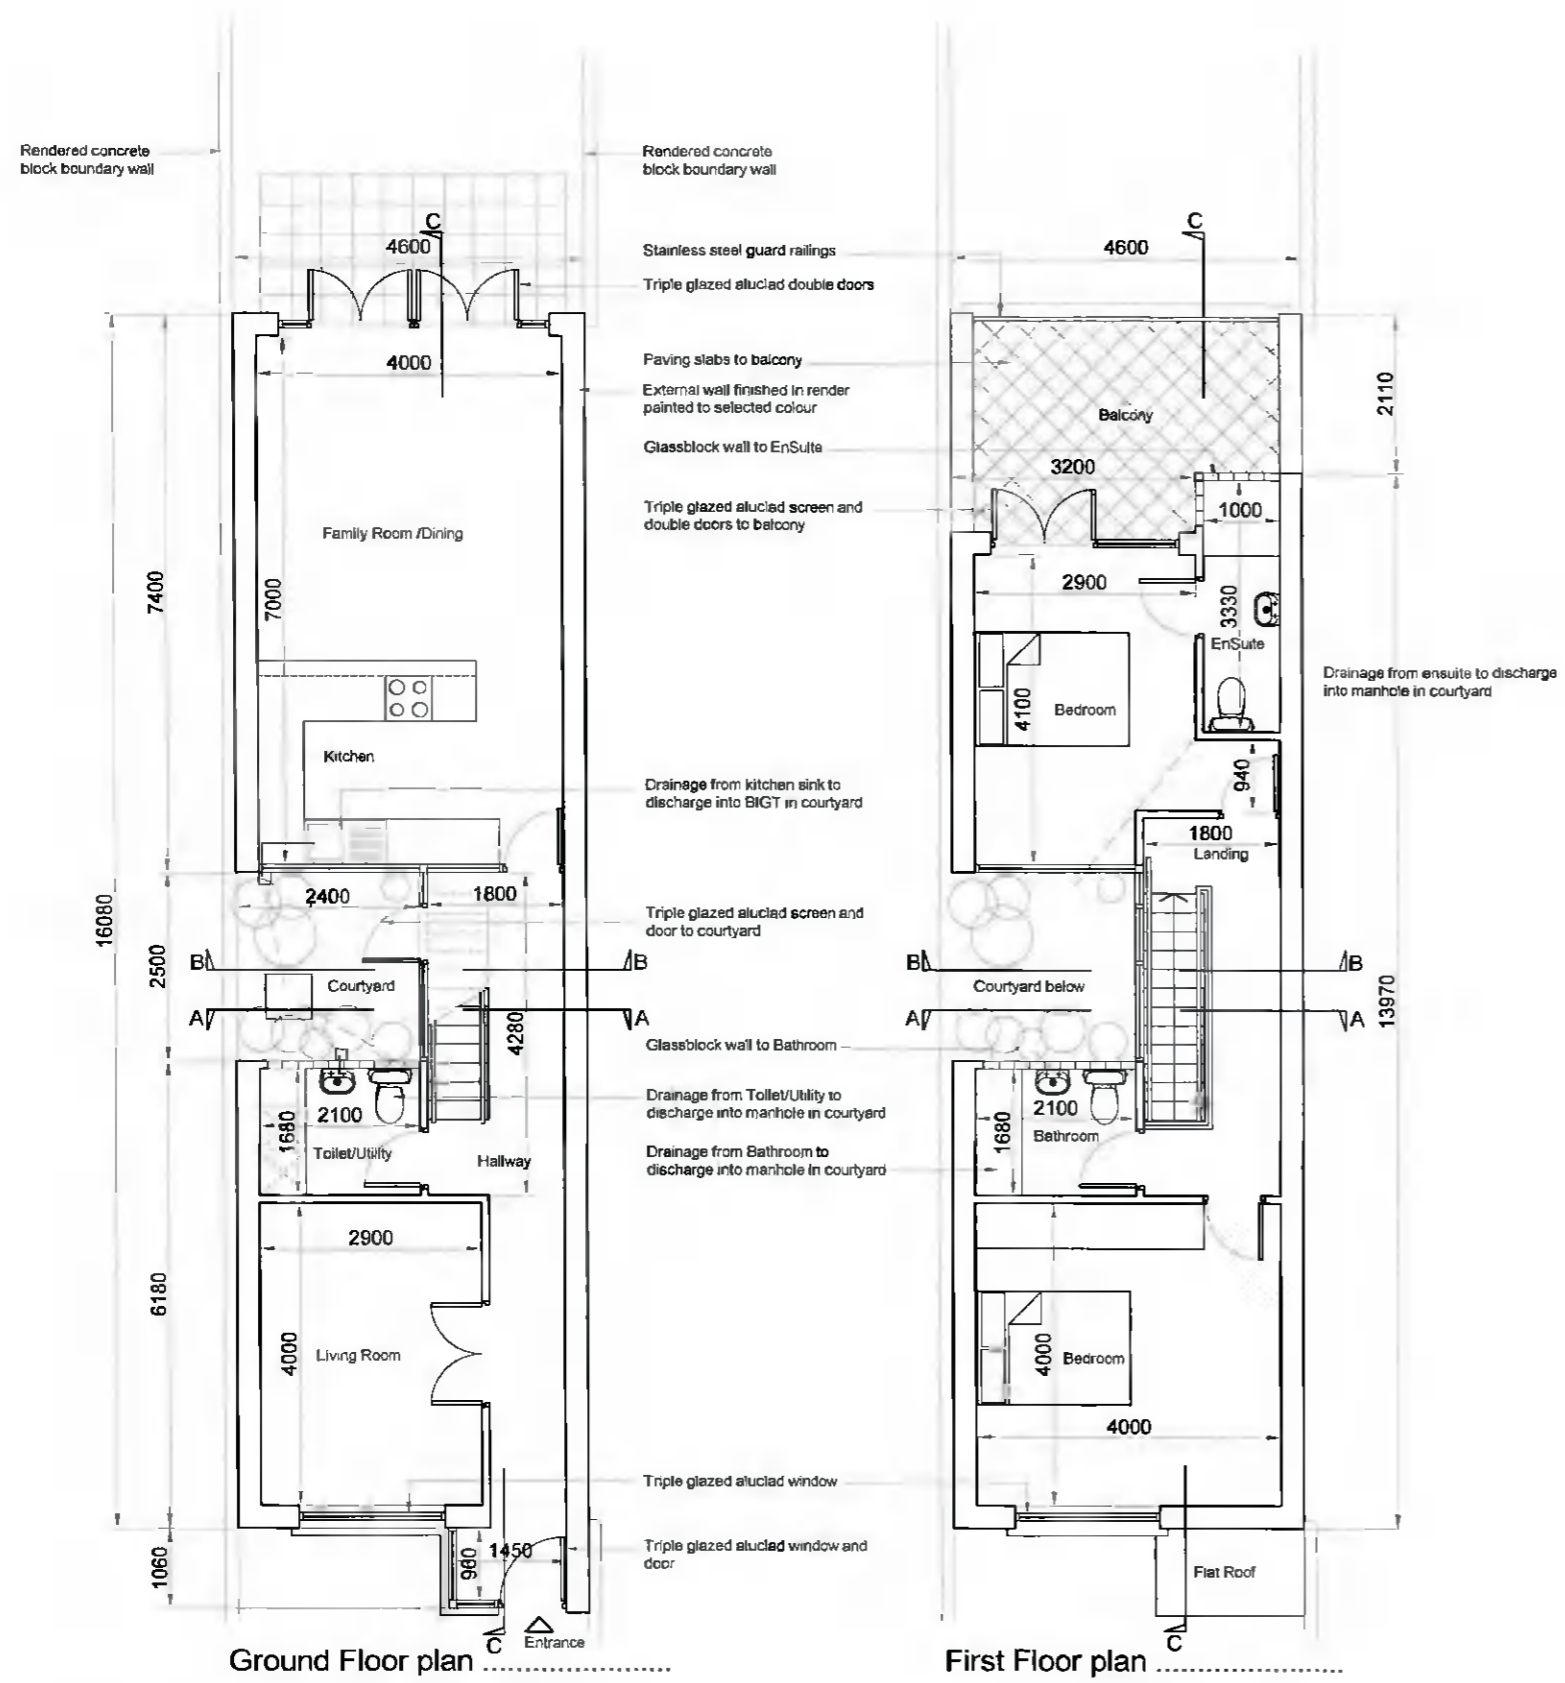 Rendered concrete
block boundary wall
Rendered concrete
block boundary wall
C
4600
Stainless steel guard railings
Triple glazed aluclad double doors
4000
Paving slabs to balcony
External wall finished in render
painted to selected colour
Glassblock wall to EnSuite
Triple glazed aluclad screen and
double doors to balcony
Family Room /Dining
7400
7000
Kitchen
Drainage from kitchen sink to
discharge into BIGT in courtyard
2400
1800
16080
2500
Triple glazed aluclad screen and
door to courtyard
B
B
Courtyard
A
A
4280
Glassblock wall to Bathroom
Drainage from Toilet/Utility to
discharge into manhole in courtyard
Drainage from Bathroom to
discharge into manhole in courtyard
2100
1680
Toilet/Utility
Hallway
2900
6180
4000
Living Room
Triple glazed aluclad window
Triple glazed aluclad window and
door
1060
980
1450
C
Entrance
Ground Floor plan
C
4600
2110
Balcony
3200
1000
2900
3330
EnSuite
Drainage from ensuite to discharge
into manhole in courtyard
4100
Bedroom
940
1800
Landing
B
B
Courtyard below
A
A
13970
2100
1680
Bathroom
4000
Bedroom
4000
Flat Roof
C
First Floor plan